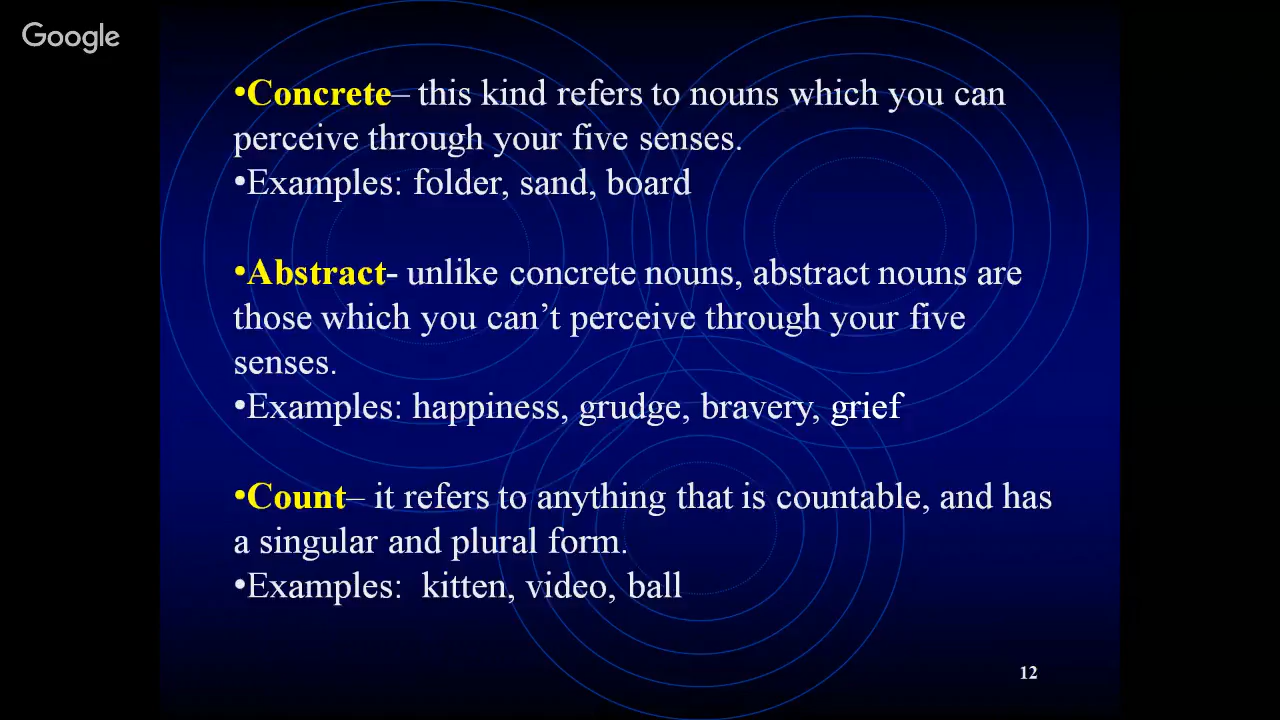 Google
•Concrete– this kind refers to nouns which you can
perceive through your five senses.
•Examples: folder, sand, board
•Abstract- unlike concrete nouns, abstract nouns are
those which you can’t perceive through your five
senses.
•Examples: happiness, grudge, bravery, grief
•Count– it refers to anything that is countable, and has
a singular and plural form.
•Examples:  kitten, video, ball
12